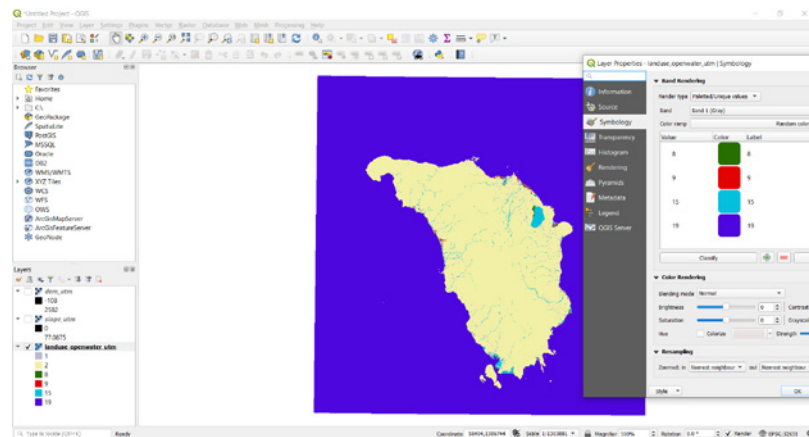 *Untitled Project — QGIS
Project Edit View Layer Settings Plugins Vector Raster Database Web Mesh Processing Help
Browser
Favorites
Home
C:\
GeoPackage
SpatiaLite
PostGIS
MSSQL
Oracle
DB2
WMS/WMTS
XYZ Tiles
WCS
WFS
OWS
ArcGisMapServer
ArcGisFeatureServer
GeoNode
Layers
dem_utm
-108
2582
slope_utm
0
77.0875
landuse_openwater_utm
1
2
8
9
15
19
Layer Properties - landuse_openwater_utm | Symbology
Information
Source
Symbology
Transparency
Histogram
Rendering
Pyramids
Metadata
Legend
QGIS Server
Band Rendering
Render type Paletted/Unique values
Band Band 1 (Gray)
Color ramp Random color
Value Color Label
8 8
9 9
15 15
19 19
Classify
Color Rendering
Blending mode Normal
Brightness 0 Contrast
Saturation 0 Grayscale
Hue Colorize Strength
Resampling
Zoomed: in Nearest neighbour out Nearest neighbour
Style OK
Type to locate (Ctrl+K) Ready Coordinate Scale Magnifier 100% Rotation 0.0 ° Render